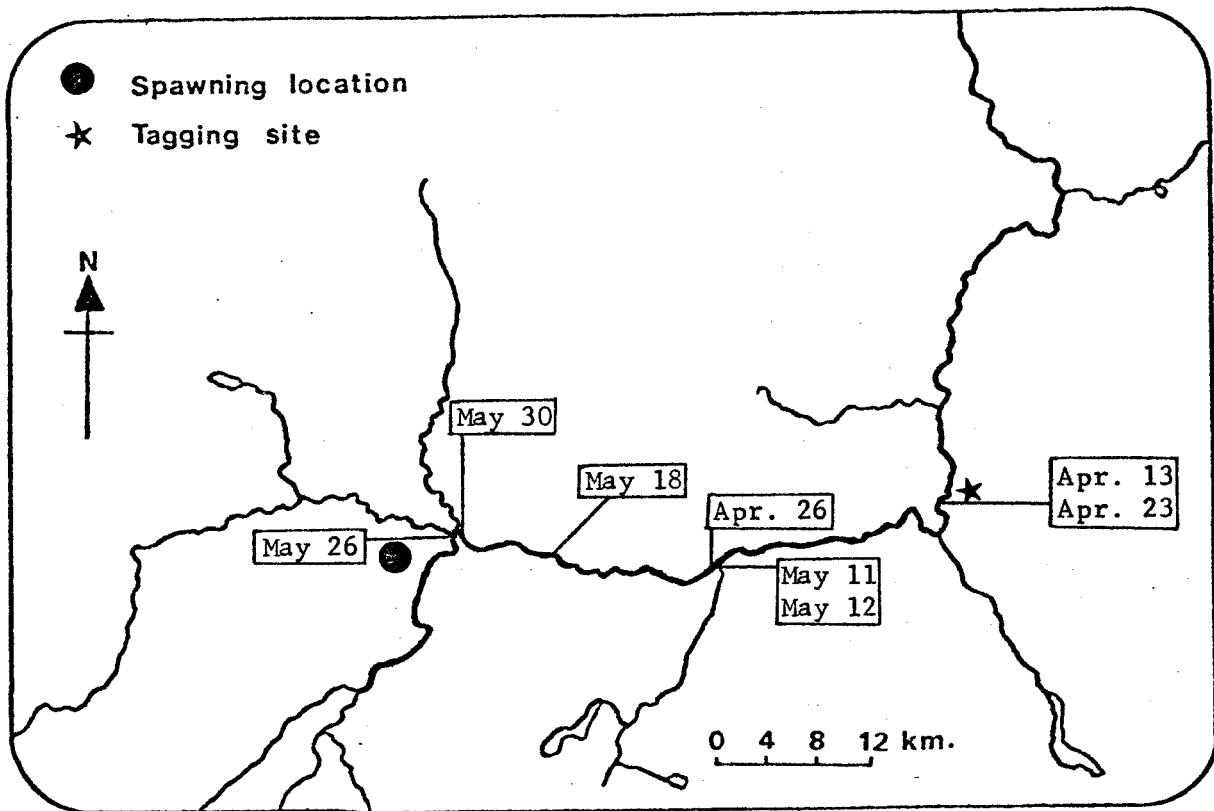 Spawning location
Tagging site
N
May 30
May 18
Apr. 26
Apr. 13
Apr. 23
May 26
May 11
May 12
0 4 8 12 km.